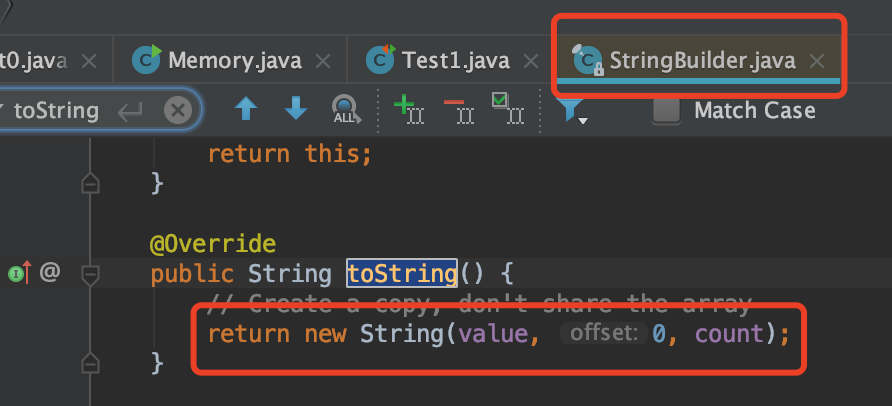 t0.java Memory.java Test1.java StringBuilder.java
toString ALL Match Case
return this;
}
@Override
public String toString() {
// Create a copy, don't share the array
return new String(value, offset: 0, count);
}